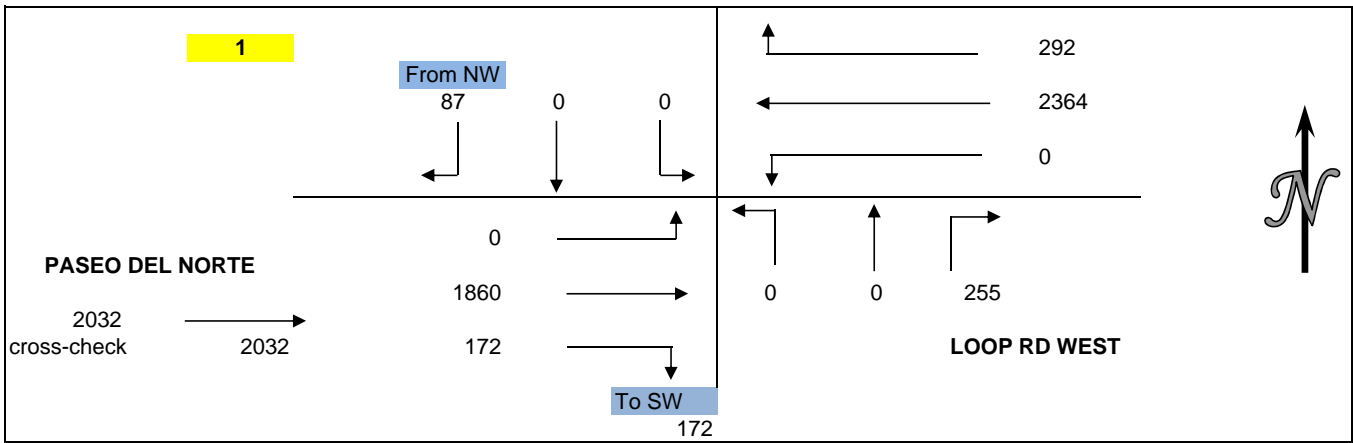 1
292
From NW
87 0 0
2364
0
N
0
PASEO DEL NORTE
1860
0 0 255
2032
cross-check 2032
172
LOOP RD WEST
To SW
172